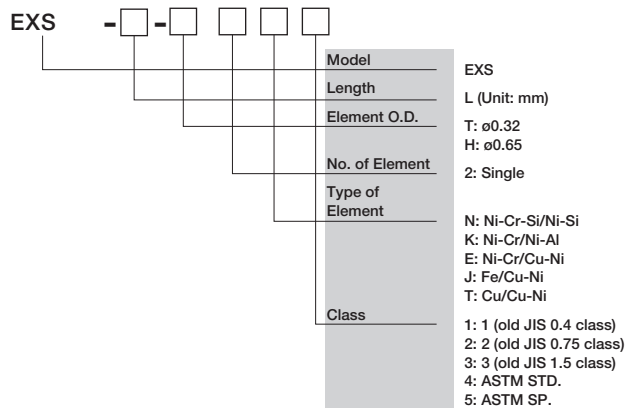 EXS - -
Model
EXS
Length
L (Unit: mm)
Element O.D.
T: ø0.32
H: ø0.65
No. of Element
2: Single
Type of
Element
N: Ni-Cr-Si/Ni-Si
K: Ni-Cr/Ni-Al
E: Ni-Cr/Cu-Ni
J: Fe/Cu-Ni
T: Cu/Cu-Ni
Class
1: 1 (old JIS 0.4 class)
2: 2 (old JIS 0.75 class)
3: 3 (old JIS 1.5 class)
4: ASTM STD.
5: ASTM SP.